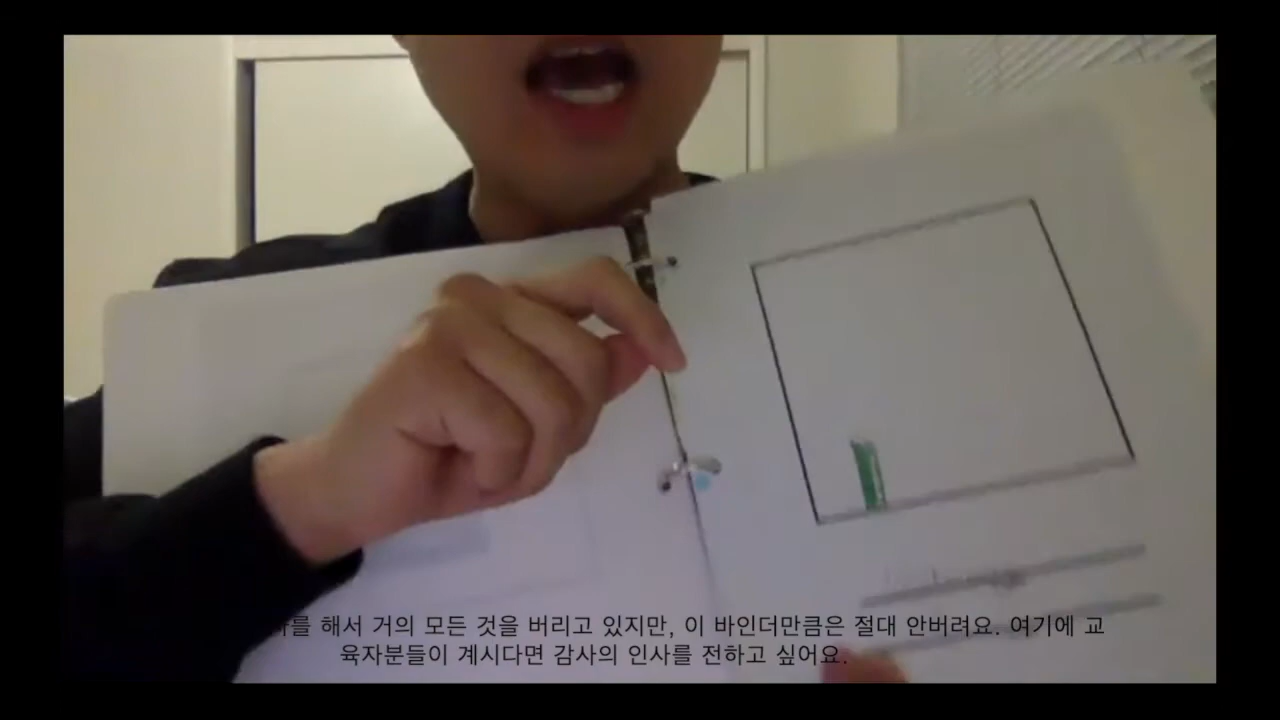 를 해서 거의 모든 것을 버리고 있지만, 이 바인더만큼은 절대 안버려요. 여기에 교
육자분들이 계시다면 감사의 인사를 전하고 싶어요.